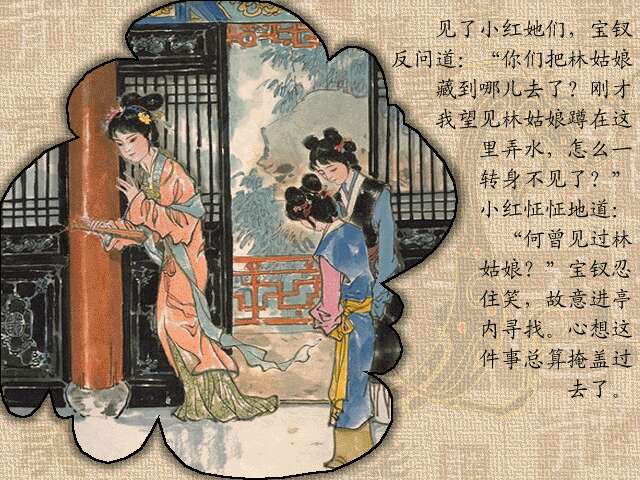 见了小红她们，宝钗
反问道：“你们把林姑娘
藏到哪儿去了？刚才
我望见林姑娘蹲在这
里弄水，怎么一
转身不见了？”
小红怔怔地道：
“何曾见过林
姑娘？”宝钗忍
住笑，故意进亭
内寻找。心想这
件事总算掩盖过
去了。